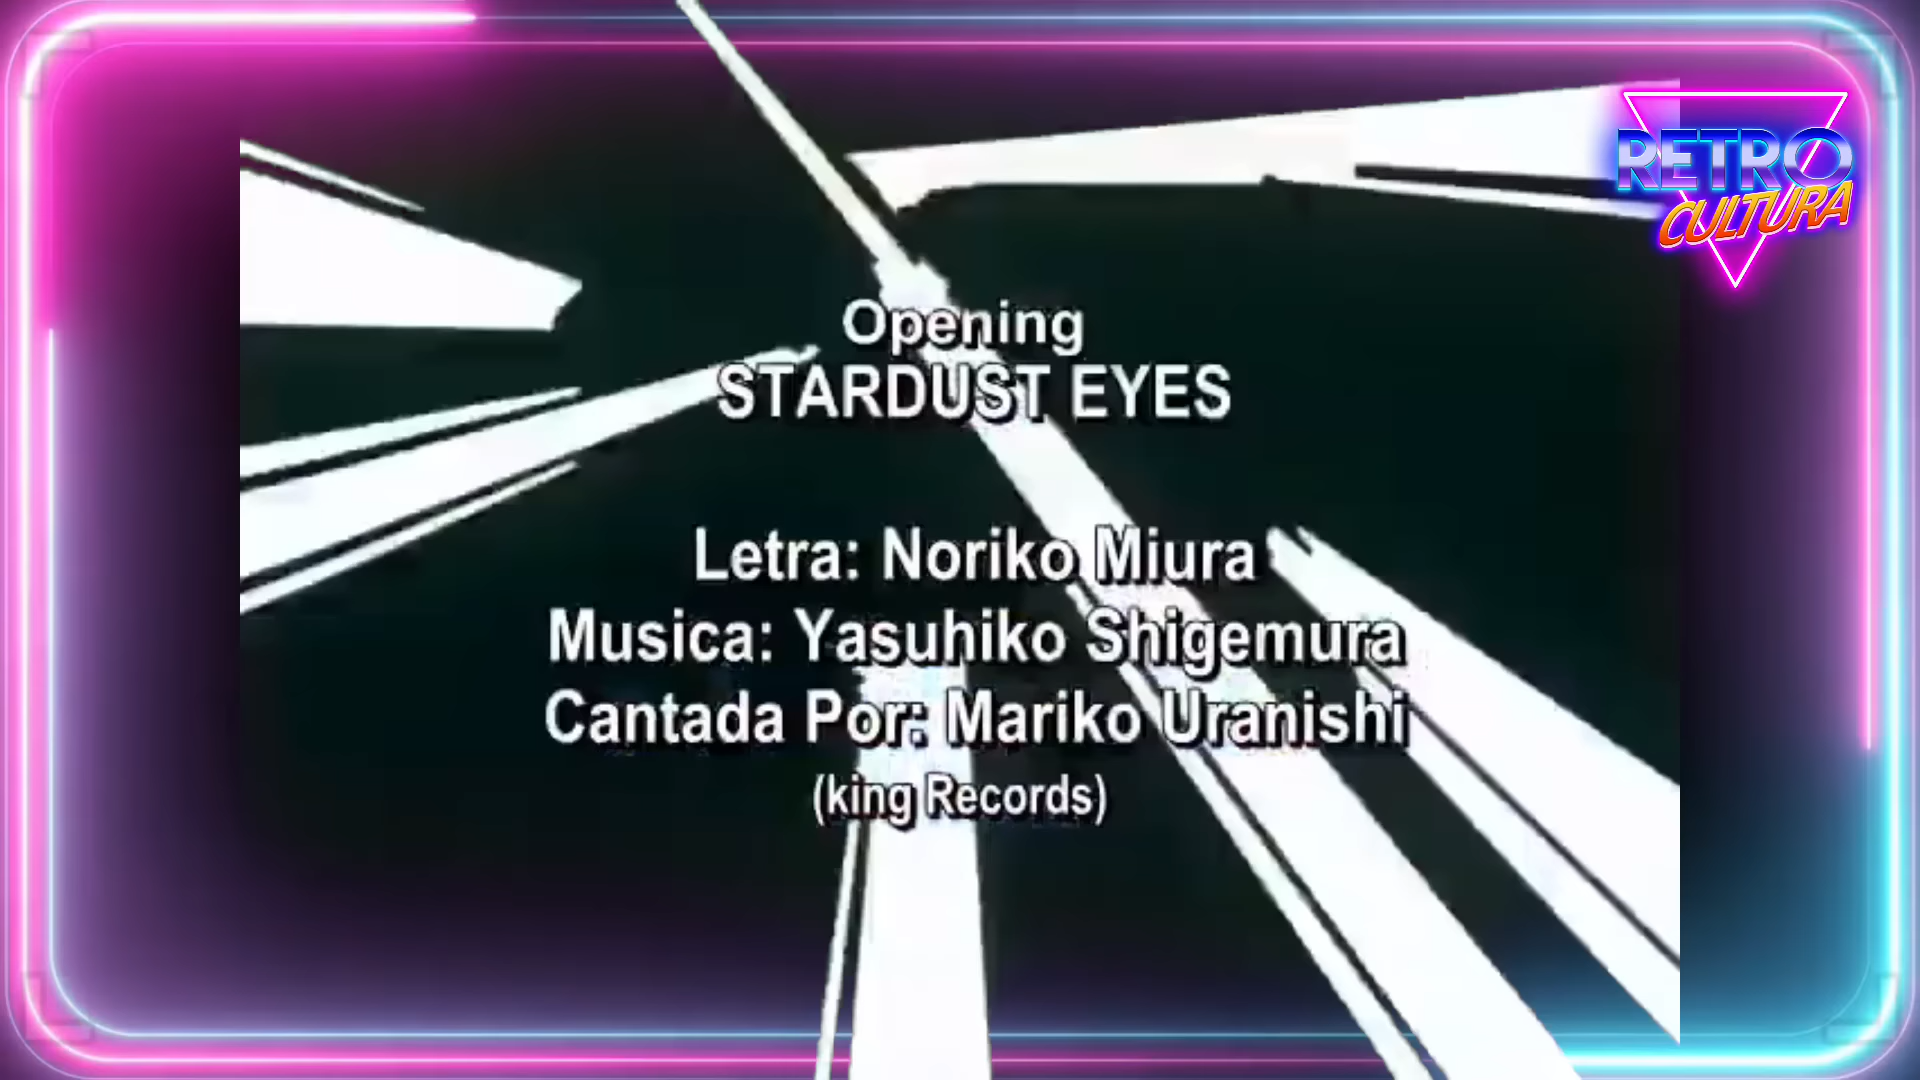 RETRO
CULTURA
Opening
STARDUST EYES
Letra: Noriko Miura
Musica: Yasuhiko Shigemura
Cantada Por: Mariko Uranishi
(king Records)